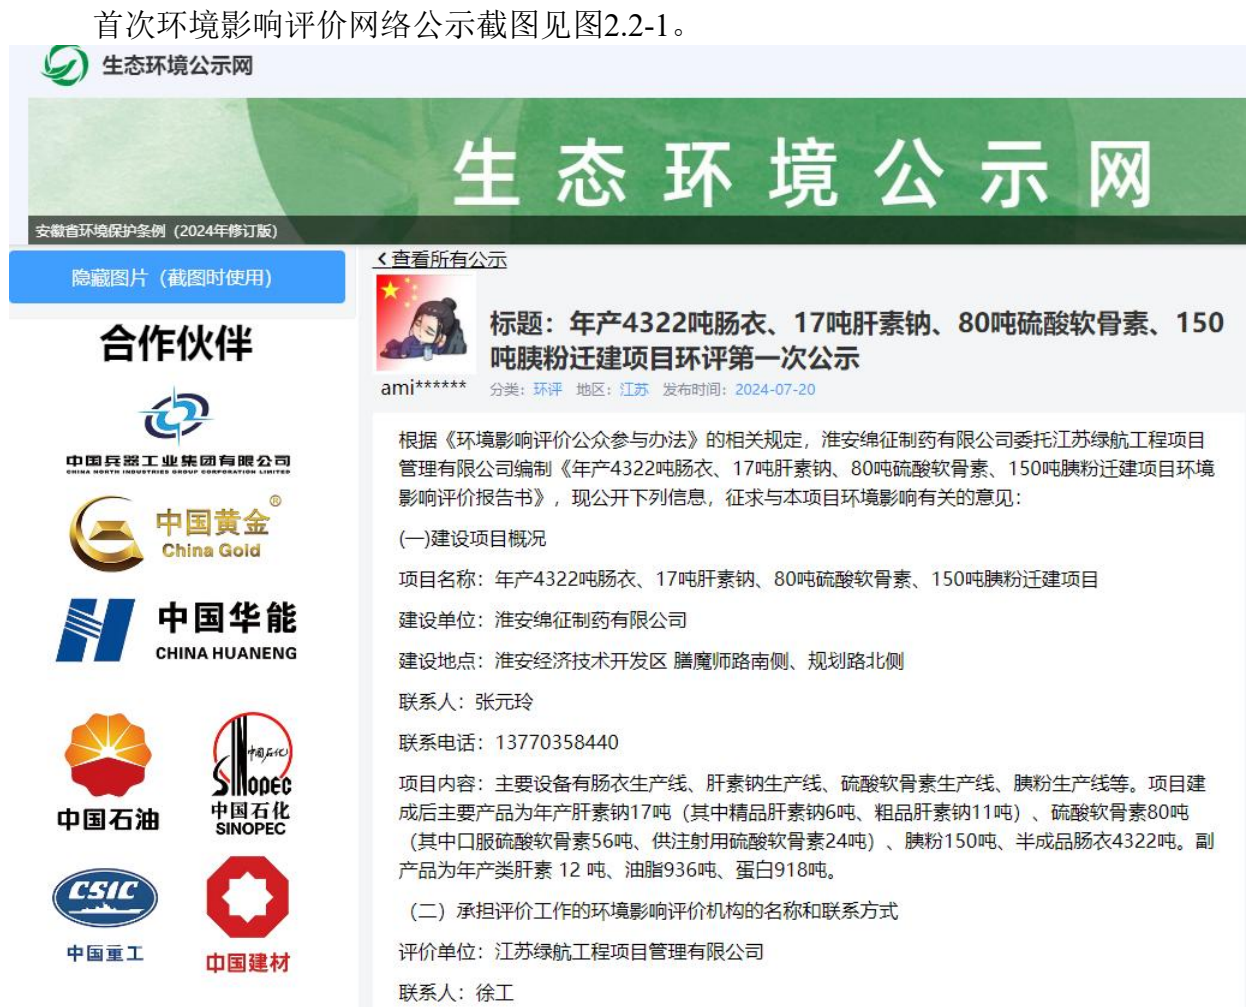 首次环境影响评价网络公示截图见图2.2-1。
生态环境公示网
生态环境公示网
安徽省环境保护条例（2024年修订版）
隐藏图片（截图时使用）
合作伙伴
中国兵器工业集团有限公司
CHINA NORTH INDUSTRIES GROUP CORPORATION LIMITED
®
中国黄金
China Gold
中国华能
CHINA HUANENG
中国石油
中国石化
SINOPEC
中国石化
SINOPEC
CSIC
中国重工
中国建材
查看所有公示
标题：年产4322吨肠衣、17吨肝素钠、80吨硫酸软骨素、150
吨胰粉迁建项目环评第一次公示
ami******
分类：环评 地区：江苏 发布时间：2024-07-20
根据《环境影响评价公众参与办法》的相关规定，淮安绵征制药有限公司委托江苏绿航工程项目
管理有限公司编制《年产4322吨肠衣、17吨肝素钠、80吨硫酸软骨素、150吨胰粉迁建项目环境
影响评价报告书》，现公开下列信息，征求与本项目环境影响有关的意见：
(一)建设项目概况
项目名称：年产4322吨肠衣、17吨肝素钠、80吨硫酸软骨素、150吨胰粉迁建项目
建设单位：淮安绵征制药有限公司
建设地点：淮安经济技术开发区 膳魔师路南侧、规划路北侧
联系人：张元玲
联系电话：13770358440
项目内容：主要设备有肠衣生产线、肝素钠生产线、硫酸软骨素生产线、胰粉生产线等。项目建
成后主要产品为年产肝素钠17吨（其中精品肝素钠6吨、粗品肝素钠11吨）、硫酸软骨素80吨
（其中口服硫酸软骨素56吨、供注射用硫酸软骨素24吨）、胰粉150吨、半成品肠衣4322吨。副
产品为年产类肝素 12 吨、油脂936吨、蛋白918吨。
（二）承担评价工作的环境影响评价机构的名称和联系方式
评价单位：江苏绿航工程项目管理有限公司
联系人：徐工